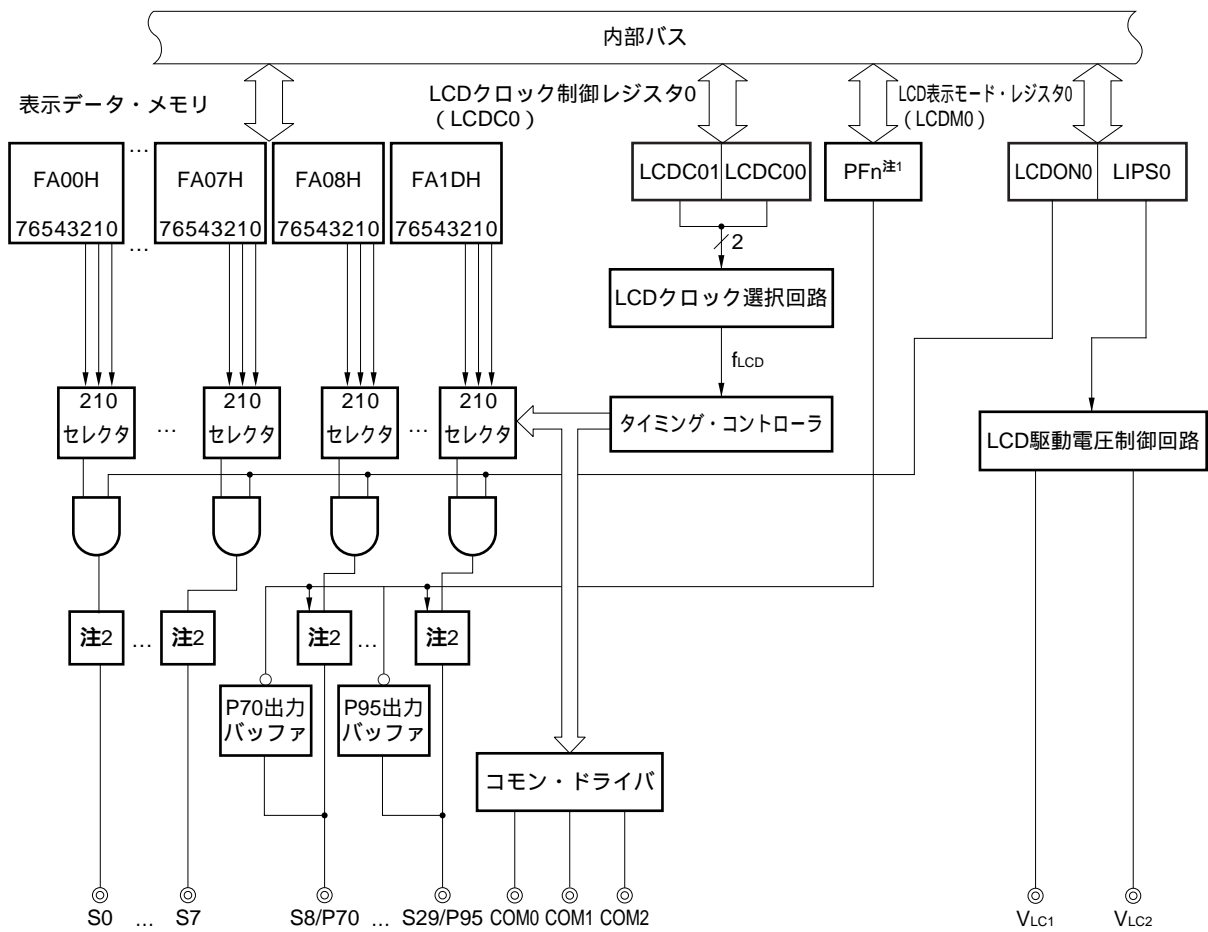 内部バス
表示データ・メモリ
LCDクロック制御レジスタ0
(LCDC0)
LCD表示モード・レジスタ0
(LCDM0)
FA00H
76543210
...
...
FA07H
76543210
FA08H
76543210
FA1DH
76543210
LCDC01
LCDC00
PFn注1
LCDON0
LIPS0
2
LCDクロック選択回路
fLCD
210
セレクタ
...
210
セレクタ
210
セレクタ
...
210
セレクタ
タイミング・コントローラ
LCD駆動電圧制御回路
注2
...
注2
注2
...
注2
P70出力
バッファ
P95出力
バッファ
コモン・ドライバ
S0
...
S7
S8/P70
...
S29/P95
COM0
COM1
COM2
VLC1
VLC2